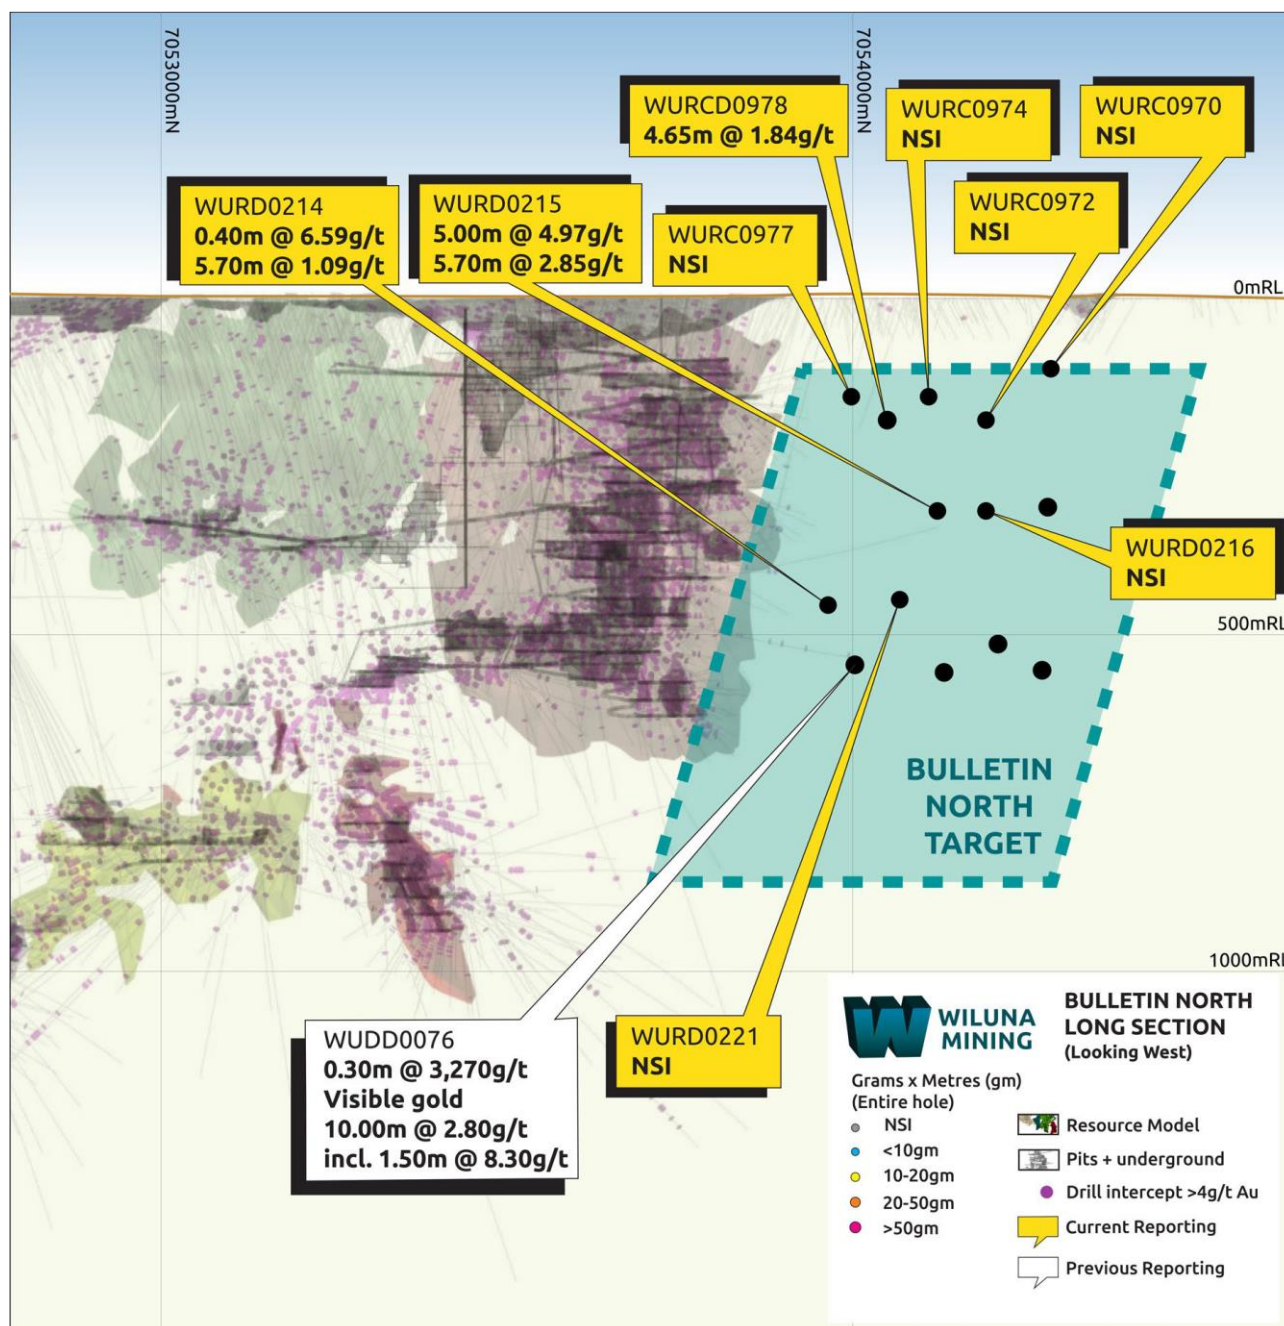 7053000mN
7054000mN
WURCD0978
4.65m @ 1.84g/t
WURC0974
NSI
WURC0970
NSI
WURD0214
0.40m @ 6.59g/t
5.70m @ 1.09g/t
WURD0215
5.00m @ 4.97g/t
5.70m @ 2.85g/t
WURC0977
NSI
WURC0972
NSI
0mRL
WURD0216
NSI
500mRL
BULLETIN
NORTH
TARGET
1000mRL
WUDD0076
0.30m @ 3,270g/t
Visible gold
10.00m @ 2.80g/t
incl. 1.50m @ 8.30g/t
WURD0221
NSI
W
WILUNA
MINING
BULLETIN NORTH
LONG SECTION
(Looking West)
Grams x Metres (gm)
(Entire hole)
NSI
<10gm
10-20gm
20-50gm
>50gm
Resource Model
Pits + underground
Drill intercept >4g/t Au
Current Reporting
Previous Reporting